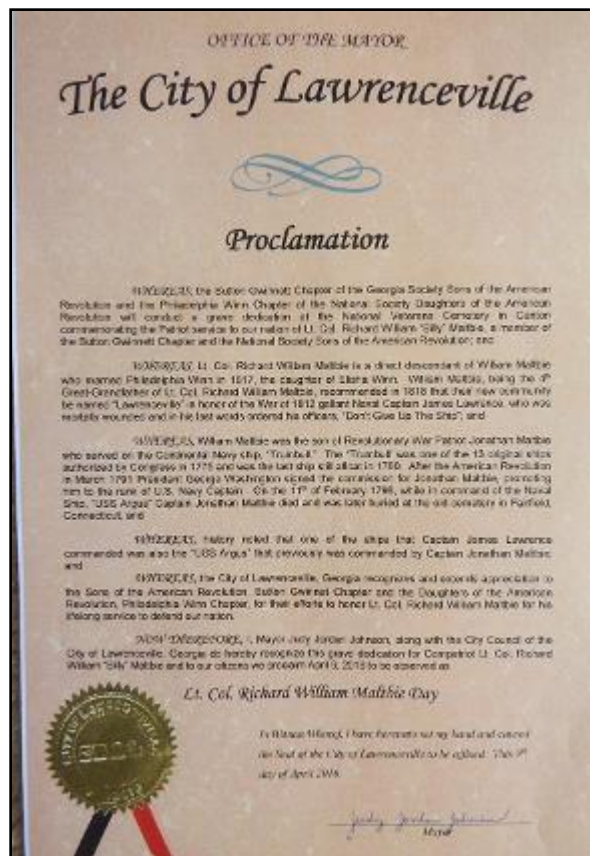 OFFICE OF THE MAYOR
The City of Lawrenceville
Proclamation
WHEREAS, the Button Gwinnett Chapter of the Georgia Society Sons of the American
Revolution and the Philadelphia Winn Chapter of the National Society Daughters of the American
Revolution will conduct a grave dedication at the National Veterans Cemetery in Canton
commemorating the Patriot service to our nation of Lt. Col. Richard William "Billy" Maltbie, a member of
the Button Gwinnett Chapter and the National Society Sons of the American Revolution; and
WHEREAS, Lt. Col. Richard William Maltbie is a direct descendant of William Maltbie
who married Philadelphia Winn in 1817, the daughter of Elisha Winn. William Maltbie, being the 4th
Great-Grandfather of Lt. Col. Richard William Maltbie, recommended in 1818 that their new community
be named "Lawrenceville" in honor of the War of 1812 gallant Naval Captain James Lawrence, who was
mortally wounded and in his last words ordered his officers, "Don't Give Up The Ship"; and
WHEREAS, William Maltbie was the son of Revolutionary War Patriot Jonathan Maltbie
who served on the Continental Navy ship, "Trumbull". The "Trumbull" was one of the 13 original ships
authorized by Congress in 1775 and was the last ship still afloat in 1780. After the American Revolution
in March 1791 President George Washington signed the commission for Jonathan Maltbie, promoting
him to the rank of U.S. Navy Captain. On the 11th of February 1798, while in command of the Naval
Ship, "USS Argus" Captain Jonathan Maltbie died and was later buried at the old cemetery in Fairfield,
Connecticut; and
WHEREAS, history noted that one of the ships that Captain James Lawrence
commanded was also the "USS Argus" that previously was commanded by Captain Jonathan Maltbie;
and
WHEREAS, the City of Lawrenceville, Georgia recognizes and extends appreciation to
the Sons of the American Revolution, Button Gwinnet Chapter and the Daughters of the American
Revolution, Philadelphia Winn Chapter, for their efforts to honor Lt. Col. Richard William Maltbie for his
lifelong service to defend our nation.
NOW THEREFORE, I, Mayor Judy Jordan Johnson, along with the City Council of the
City of Lawrenceville, Georgia do hereby recognize this grave dedication for Compatriot Lt. Col. Richard
William "Billy" Maltbie and to our citizens we proclaim April 9, 2016 to be observed as
Lt. Col. Richard William Maltbie Day
In Witness Whereof, I have hereunto set my hand and caused
the Seal of the City of Lawrenceville to be affixed. This 9th
day of April 2016.
Judy Jordan Johnson
Mayor